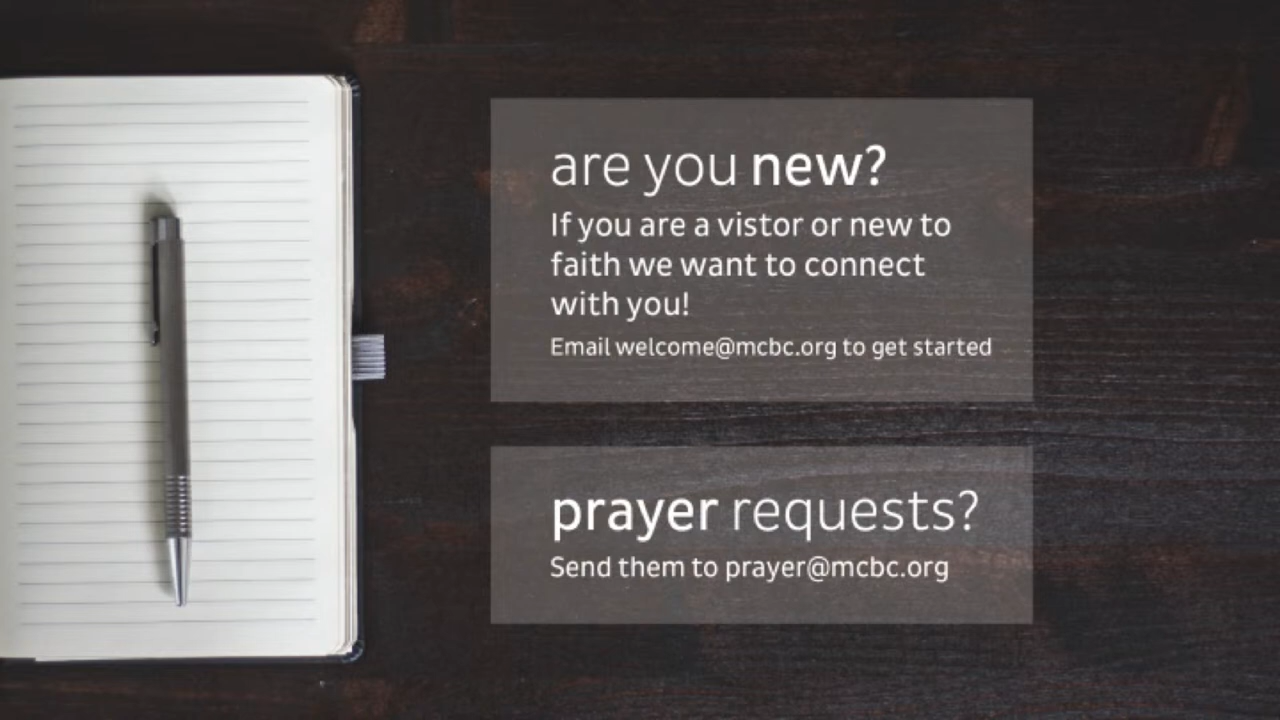 are you new?
If you are a vistor or new to
faith we want to connect
with you!
Email welcome@mcbc.org to get started
prayer requests?
Send them to prayer@mcbc.org